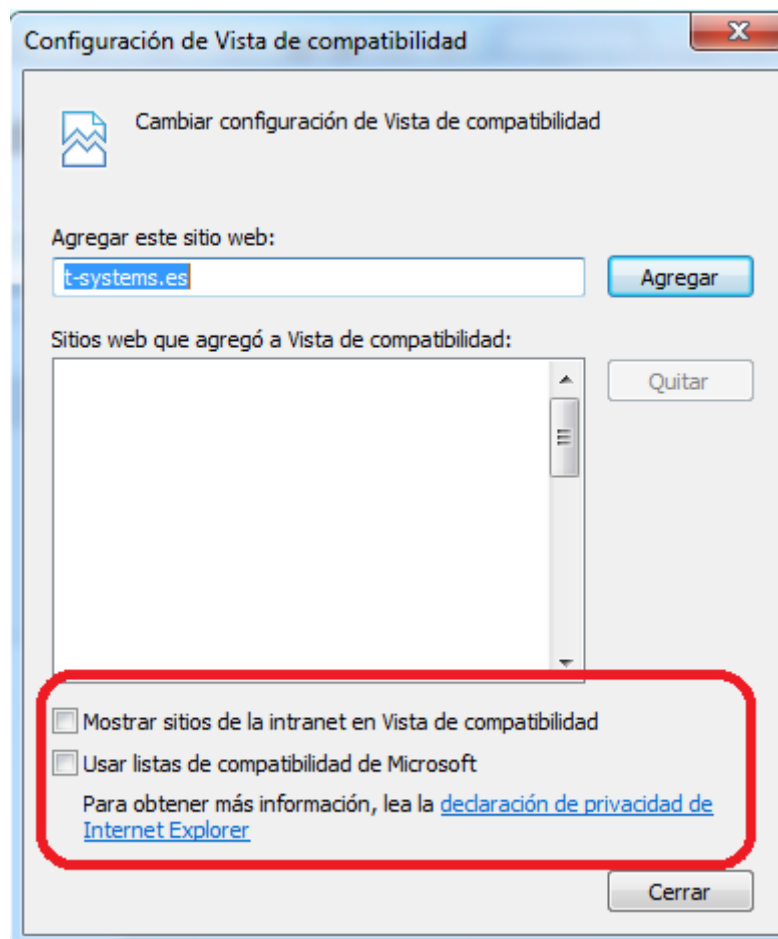 Configuración de Vista de compatibilidad
Cambiar configuración de Vista de compatibilidad
Agregar este sitio web:
t-systems.es
Agregar
Sitios web que agregó a Vista de compatibilidad:
Quitar
Mostrar sitios de la intranet en Vista de compatibilidad
Usar listas de compatibilidad de Microsoft
Para obtener más información, lea la declaración de privacidad de
Internet Explorer
Cerrar